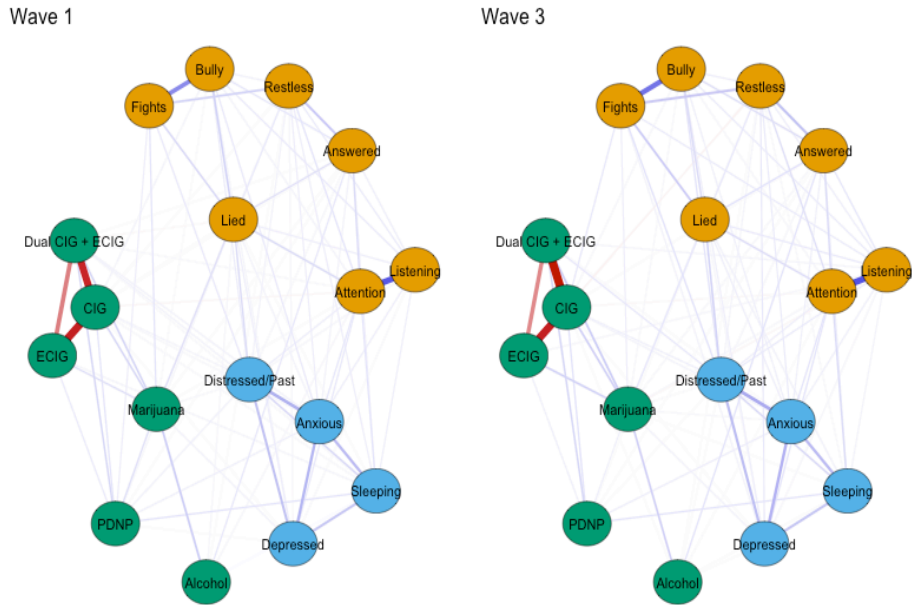 Wave 1
Bully
Restless
Fights
Answered
Lied
Dual CIG + ECIG
Listening
Attention
CIG
ECIG
Distressed/Past
Marijuana
Anxious
Sleeping
PDNP
Depressed
Alcohol
Wave 3
Bully
Restless
Fights
Answered
Lied
Dual CIG + ECIG
Listening
Attention
CIG
ECIG
Distressed/Past
Marijuana
Anxious
Sleeping
PDNP
Depressed
Alcohol